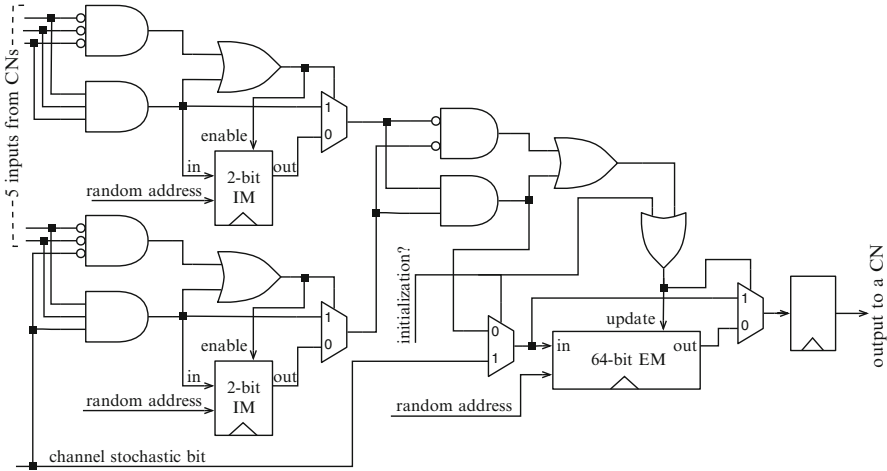 5 inputs from CNs
1
0
enable
in
out
2-bit
IM
random address
1
0
enable
in
out
2-bit
IM
random address
channel stochastic bit
initialization?
0
1
update
in
out
64-bit EM
random address
1
0
output to a CN